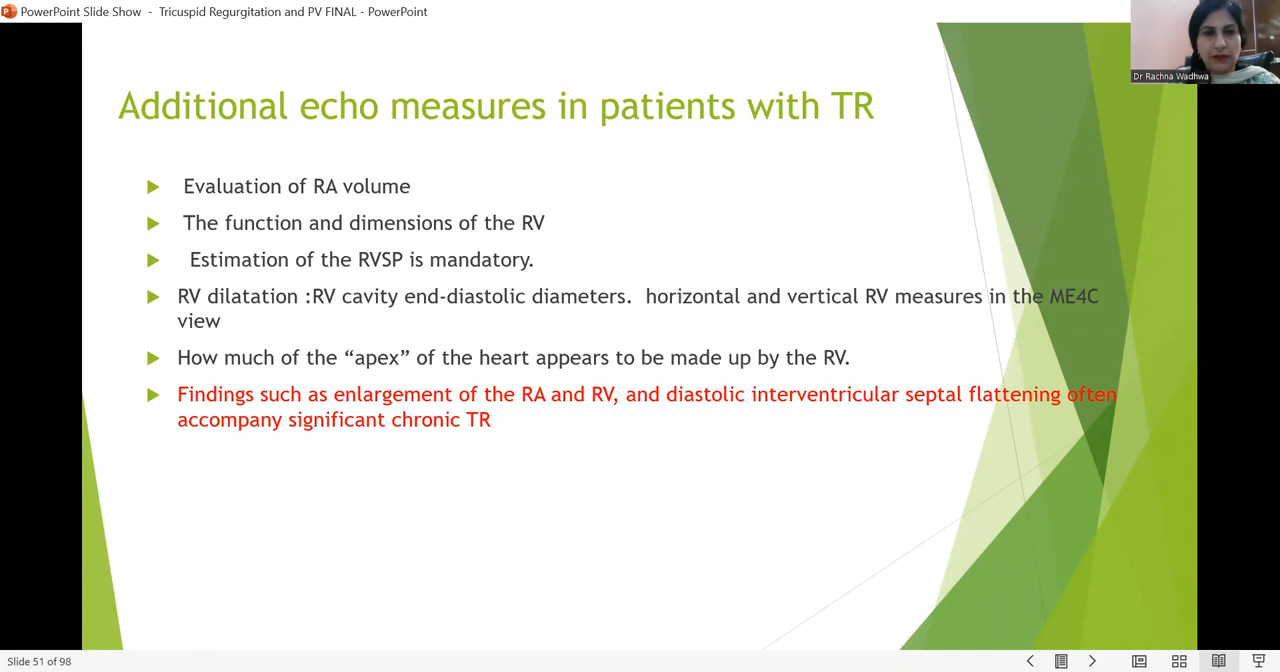 PowerPoint Slide Show - Tricuspid Regurgitation and PV FINAL - PowerPoint
Dr Rachna Wadhwa
Additional echo measures in patients with TR
Evaluation of RA volume
The function and dimensions of the RV
Estimation of the RVSP is mandatory.
RV dilatation :RV cavity end-diastolic diameters. horizontal and vertical RV measures in the ME4C
view
How much of the “apex” of the heart appears to be made up by the RV.
Findings such as enlargement of the RA and RV, and diastolic interventricular septal flattening often
accompany significant chronic TR
Slide 51 of 98